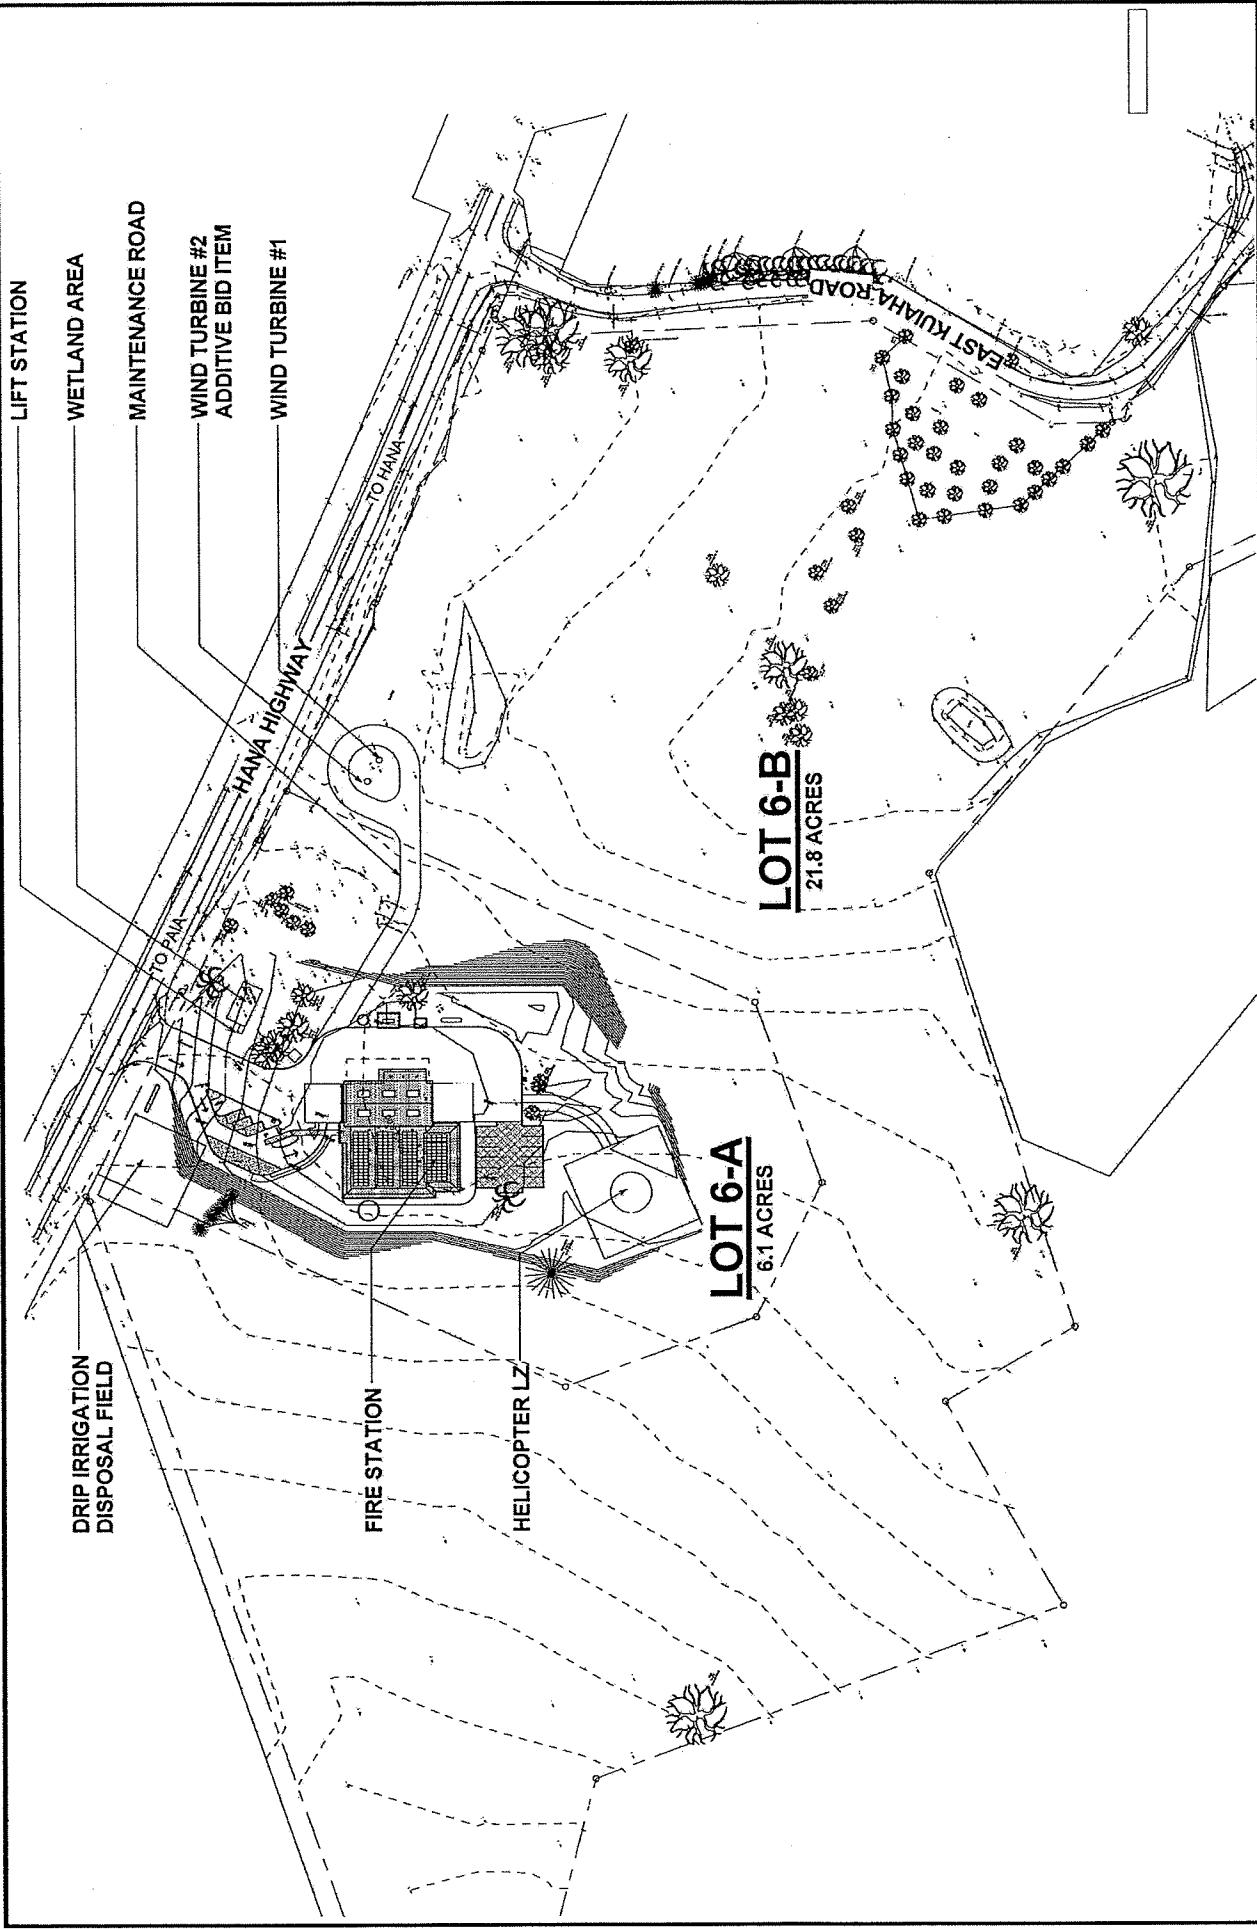 LIFT STATION
WETLAND AREA
MAINTENANCE ROAD
WIND TURBINE #2
ADDITIVE BID ITEM
WIND TURBINE #1
DRIP IRRIGATION
DISPOSAL FIELD
FIRE STATION
HELICOPTER LZ
TO PAIA
HANA HIGHWAY
TO HANA
EAST KUIAHA ROAD
LOT 6-A
6.1 ACRES
LOT 6-B
21.8 ACRES